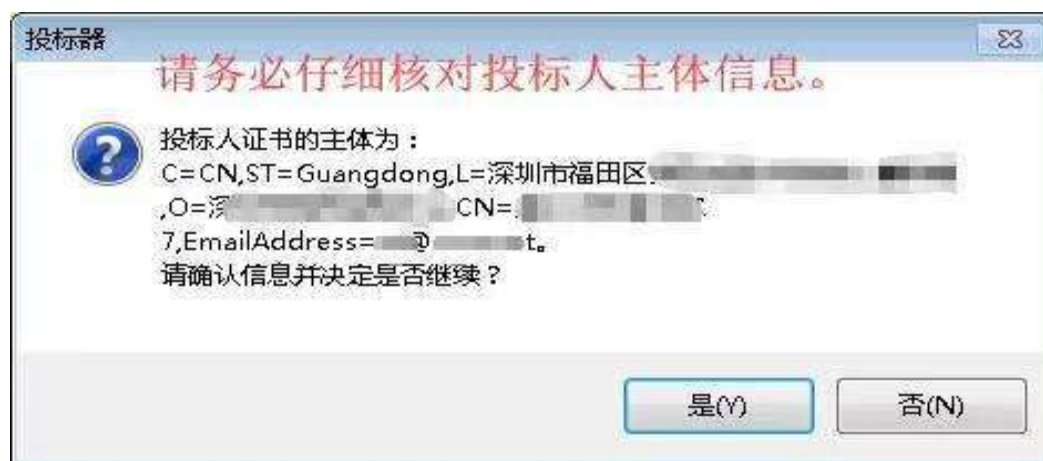 投标器
请务必仔细核对投标人主体信息。
投标人证书的主体为：
C=CN,ST=Guangdong,L=深圳市福田区
,O=深 CN=
7,EmailAddress= @ t。
请确认信息并决定是否继续？
是(Y)
否(N)